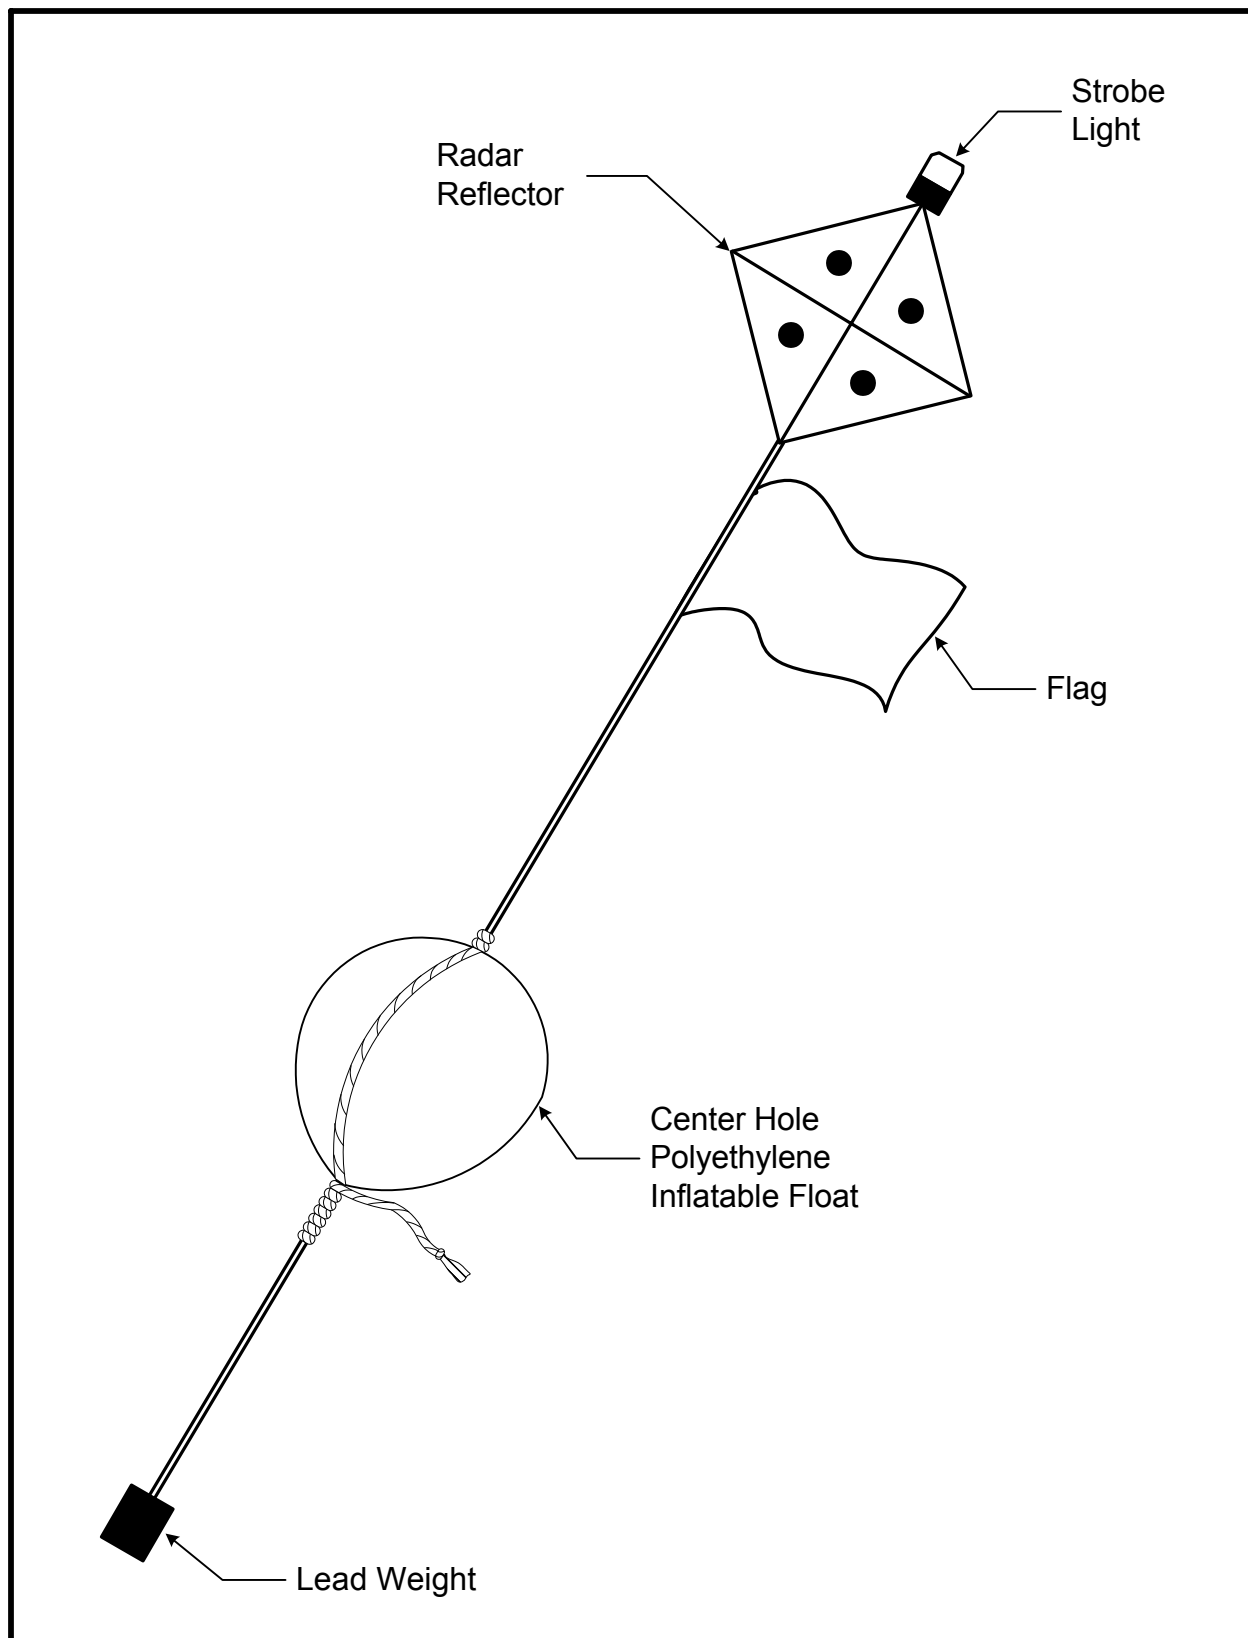 Strobe
Light
Radar
Reflector
Flag
Center Hole
Polyethylene
Inflatable Float
Lead Weight